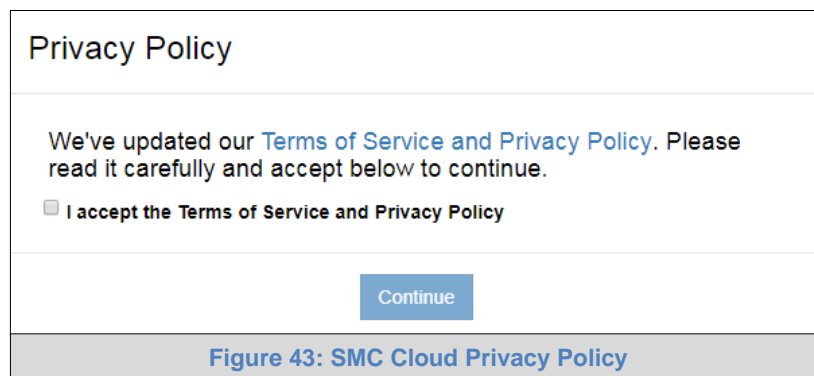 Privacy Policy
We've updated our Terms of Service and Privacy Policy. Please
read it carefully and accept below to continue.
I accept the Terms of Service and Privacy Policy
Continue
Figure 43: SMC Cloud Privacy Policy